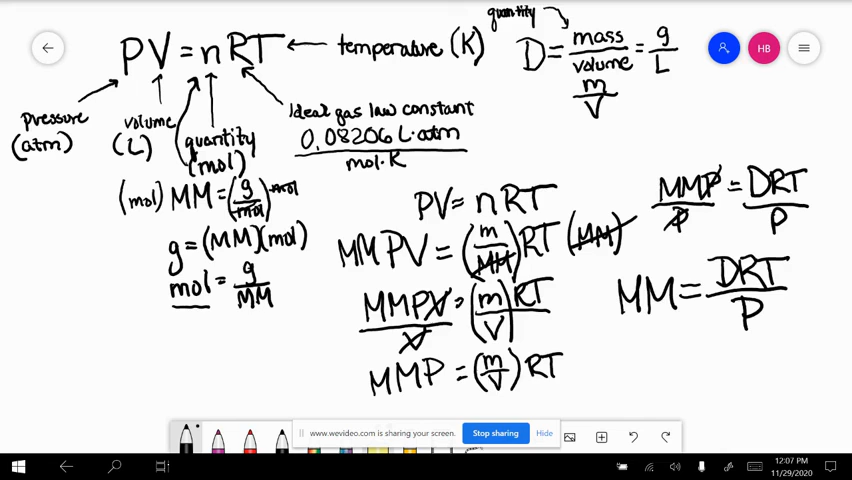 quantity
PV = nRT ← temperature (K)
D = mass/volume = g/L
m/V
pressure
(atm)
volume
(L)
quantity
(mol)
Ideal gas law constant
0.08206 L·atm
mol·K
(mol) MM = (g/mol) mol
g = (MM)(mol)
mol = g/MM
PV = nRT
MMPV = (m/MM)RT (MM)
MMPV/V = (m/V)RT
MMP = (m/V)RT
MMP/P = DRT/P
MM = DRT/P
HB
www.wevideo.com is sharing your screen.
Stop sharing
Hide
12:07 PM
11/29/2020